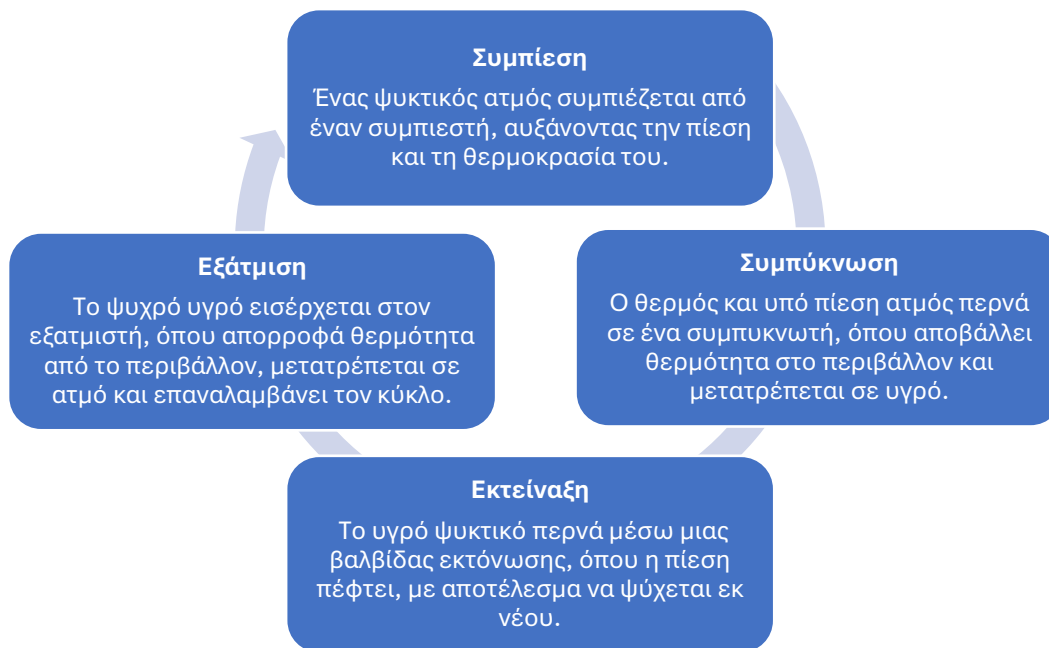 Συμπίεση
Ένας ψυκτικός ατμός συμπιέζεται από
έναν συμπιεστή, αυξάνοντας την πίεση
και τη θερμοκρασία του.
Συμπύκνωση
Ο θερμός και υπό πίεση ατμός περνά
σε ένα συμπυκνωτή, όπου αποβάλλει
θερμότητα στο περιβάλλον και
μετατρέπεται σε υγρό.
Εκτείναξη
Το υγρό ψυκτικό περνά μέσω μιας
βαλβίδας εκτόνωσης, όπου η πίεση
πέφτει, με αποτέλεσμα να ψύχεται εκ
νέου.
Εξάτμιση
Το ψυχρό υγρό εισέρχεται στον
εξατμιστή, όπου απορροφά θερμότητα
από το περιβάλλον, μετατρέπεται σε
ατμό και επαναλαμβάνει τον κύκλο.